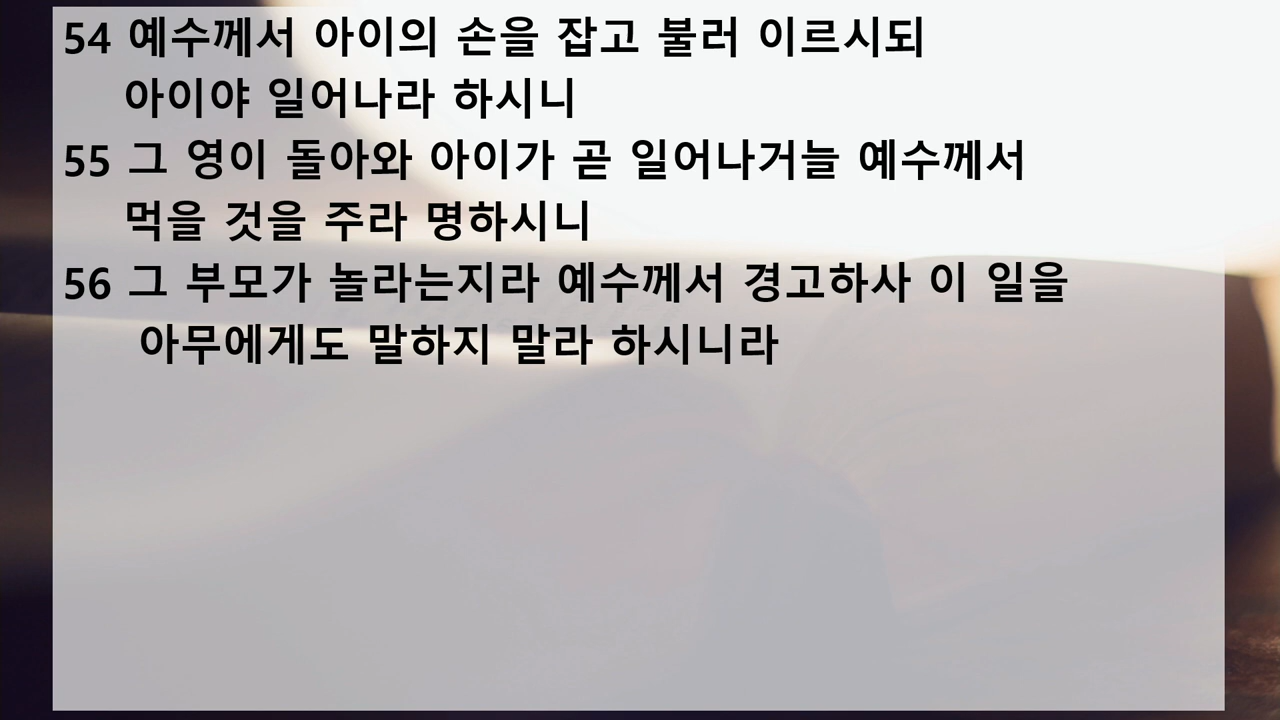 54 예수께서 아이의 손을 잡고 불러 이르시되
아이야 일어나라 하시니
55 그 영이 돌아와 아이가 곧 일어나거늘 예수께서
먹을 것을 주라 명하시니
56 그 부모가 놀라는지라 예수께서 경고하사 이 일을
아무에게도 말하지 말라 하시니라